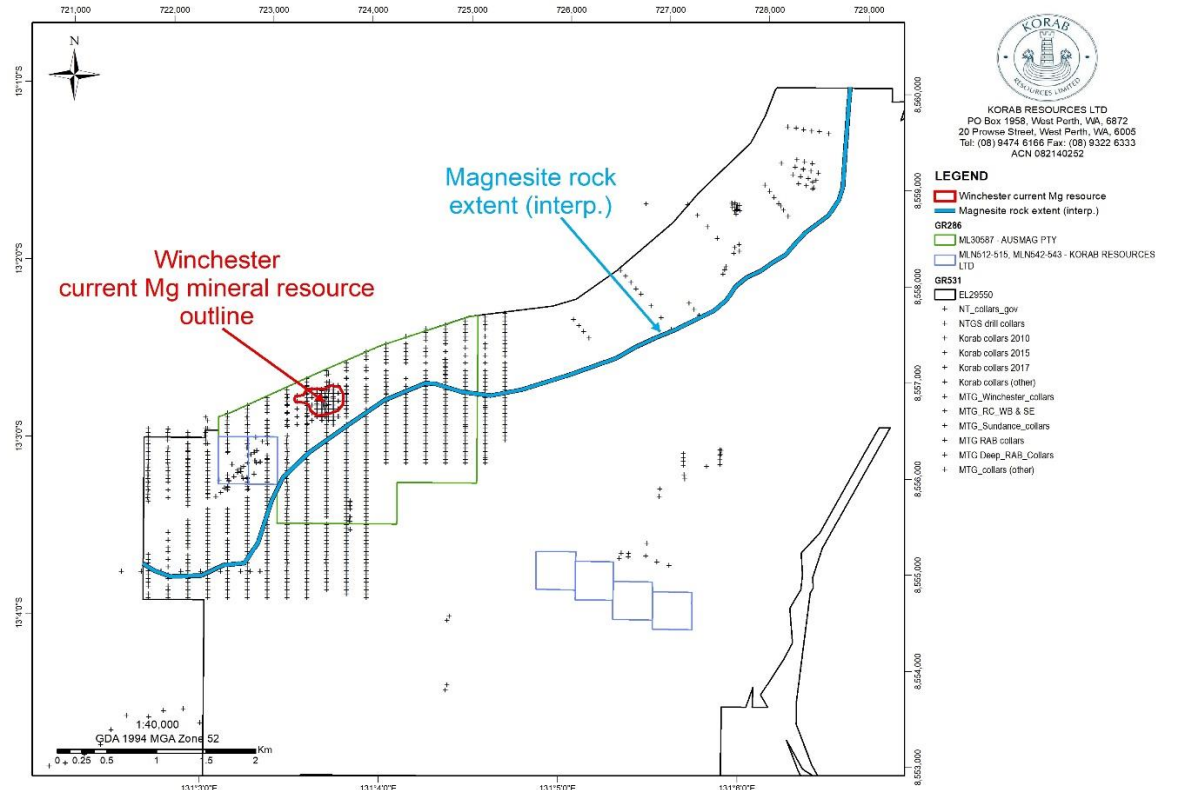 721,000 722,000 723,000 724,000 725,000 726,000 727,000 728,000 729,000
N
13°1'0"S
13°2'0"S
13°3'0"S
13°4'0"S
Magnesite rock
extent (interp.)
Winchester
current Mg mineral resource
outline
8,560,000
8,559,000
8,558,000
8,557,000
8,556,000
8,555,000
8,554,000
8,553,000
1:40,000
GDA 1994 MGA Zone 52
Km
0 0.25 0.5 1 1.5 2
131°3'0"E 131°4'0"E 131°5'0"E 131°6'0"E
KORAB
RESOURCES LIMITED
KORAB RESOURCES LTD
PO Box 1958, West Perth, WA, 6872
20 Prowse Street, West Perth, WA, 6005
Tel: (08) 9474 6166 Fax: (08) 9322 6333
ACN 082140252
LEGEND
Winchester current Mg resource
Magnesite rock extent (interp.)
GR286
ML30587 - AUSMAG PTY
MLN512-515, MLN542-543 - KORAB RESOURCES
LTD
GR531
EL29550
NT_collars_gov
NTGS drill collars
Korab collars 2010
Korab collars 2015
Korab collars 2017
Korab collars (other)
MTG_Winchester_collars
MTG_RC_WB & SE
MTG_Sundance_collars
MTG RAB collars
MTG Deep_RAB_Collars
MTG_collars (other)